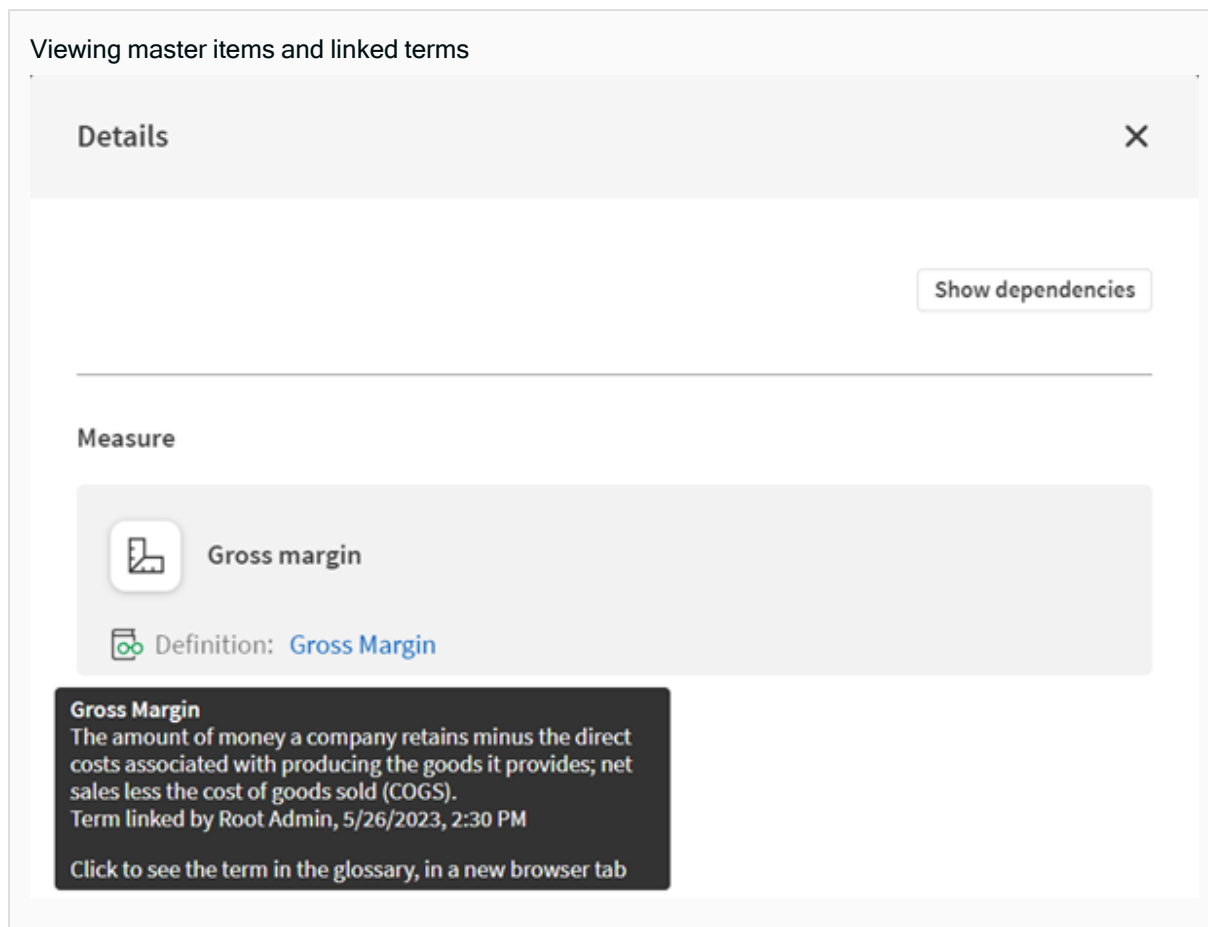 Viewing master items and linked terms
Details
Show dependencies
Measure
Gross margin
Definition: Gross Margin
Gross Margin
The amount of money a company retains minus the direct
costs associated with producing the goods it provides; net
sales less the cost of goods sold (COGS).
Term linked by Root Admin, 5/26/2023, 2:30 PM
Click to see the term in the glossary, in a new browser tab